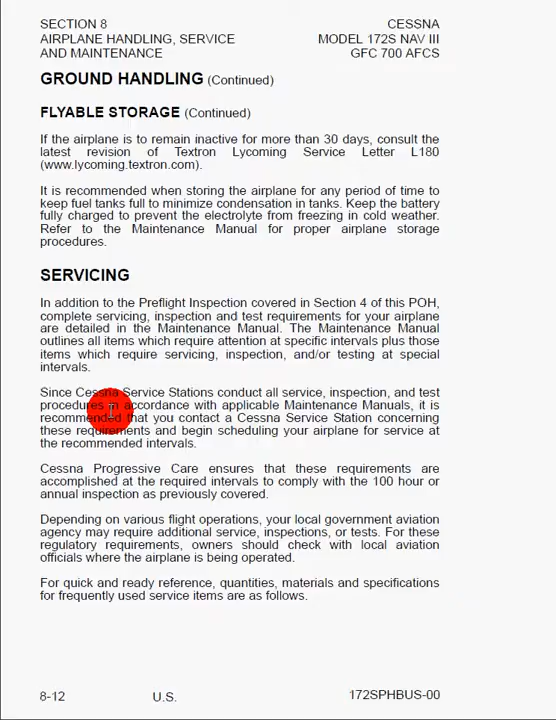 SECTION 8
CESSNA
AIRPLANE HANDLING, SERVICE
MODEL 172S NAV III
AND MAINTENANCE
GFC 700 AFCS
GROUND HANDLING (Continued)
FLYABLE STORAGE (Continued)
If the airplane is to remain inactive for more than 30 days, consult the
latest revision of Textron Lycoming Service Letter L180
(www.lycoming.textron.com).
It is recommended when storing the airplane for any period of time to
keep fuel tanks full to minimize condensation in tanks. Keep the battery
fully charged to prevent the electrolyte from freezing in cold weather.
Refer to the Maintenance Manual for proper airplane storage
procedures.
SERVICING
In addition to the Preflight Inspection covered in Section 4 of this POH,
complete servicing, inspection and test requirements for your airplane
are detailed in the Maintenance Manual. The Maintenance Manual
outlines all items which require attention at specific intervals plus those
items which require servicing, inspection, and/or testing at special
intervals.
Since Cessna Service Stations conduct all service, inspection, and test
procedures in accordance with applicable Maintenance Manuals, it is
recommended that you contact a Cessna Service Station concerning
these requirements and begin scheduling your airplane for service at
the recommended intervals.
Cessna Progressive Care ensures that these requirements are
accomplished at the required intervals to comply with the 100 hour or
annual inspection as previously covered.
Depending on various flight operations, your local government aviation
agency may require additional service, inspections, or tests. For these
regulatory requirements, owners should check with local aviation
officials where the airplane is being operated.
For quick and ready reference, quantities, materials and specifications
for frequently used service items are as follows.
8-12
U.S.
172SPHBUS-00